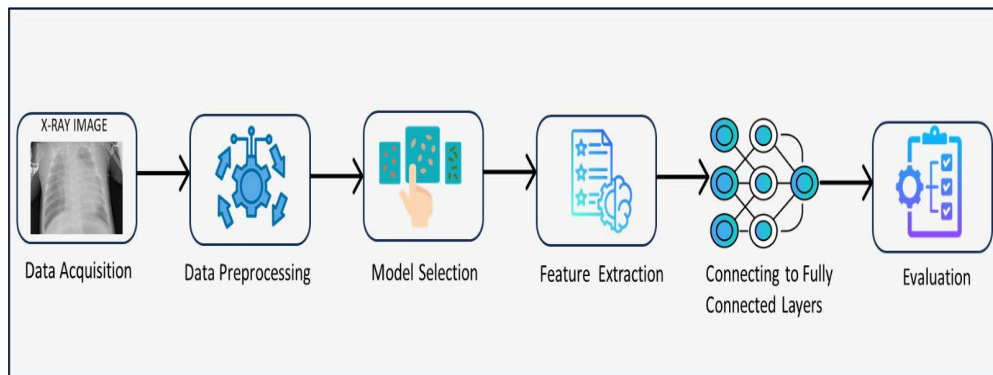 X-RAY IMAGE
Data Acquisition
Data Preprocessing
Model Selection
Feature Extraction
Connecting to Fully
Connected Layers
Evaluation